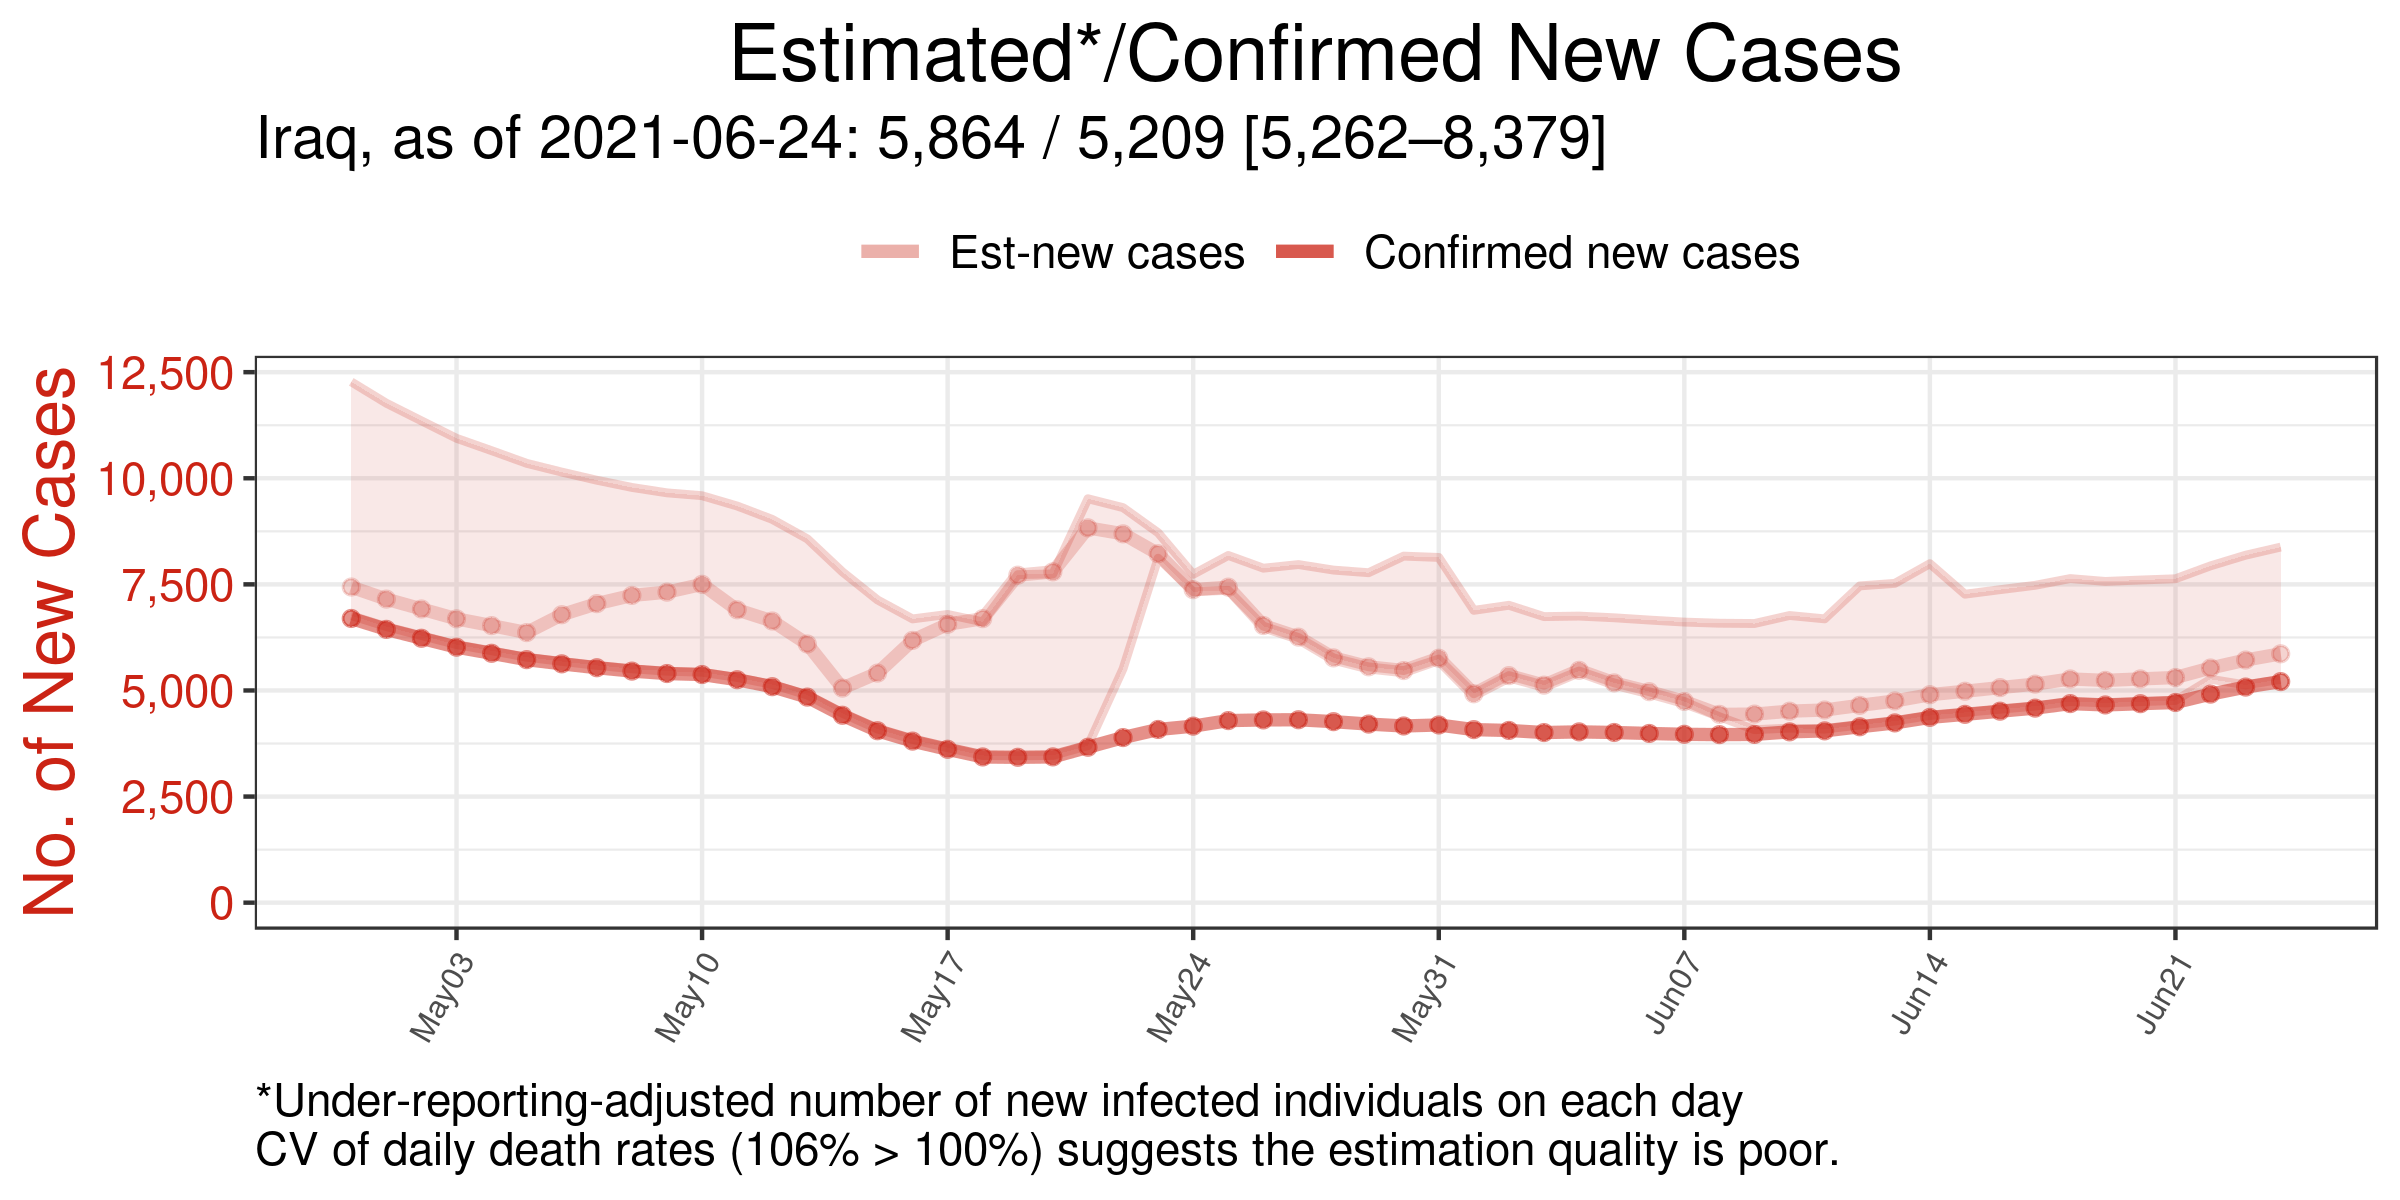 Estimated*/Confirmed New Cases
Iraq, as of 2021-06-24: 5,864 / 5,209 [5,262–8,379]
Est-new cases
Confirmed new cases
No. of New Cases
12,500
10,000
7,500
5,000
2,500
0
May03
May10
May17
May24
May31
Jun07
Jun14
Jun21
*Under-reporting-adjusted number of new infected individuals on each day
CV of daily death rates (106% > 100%) suggests the estimation quality is poor.